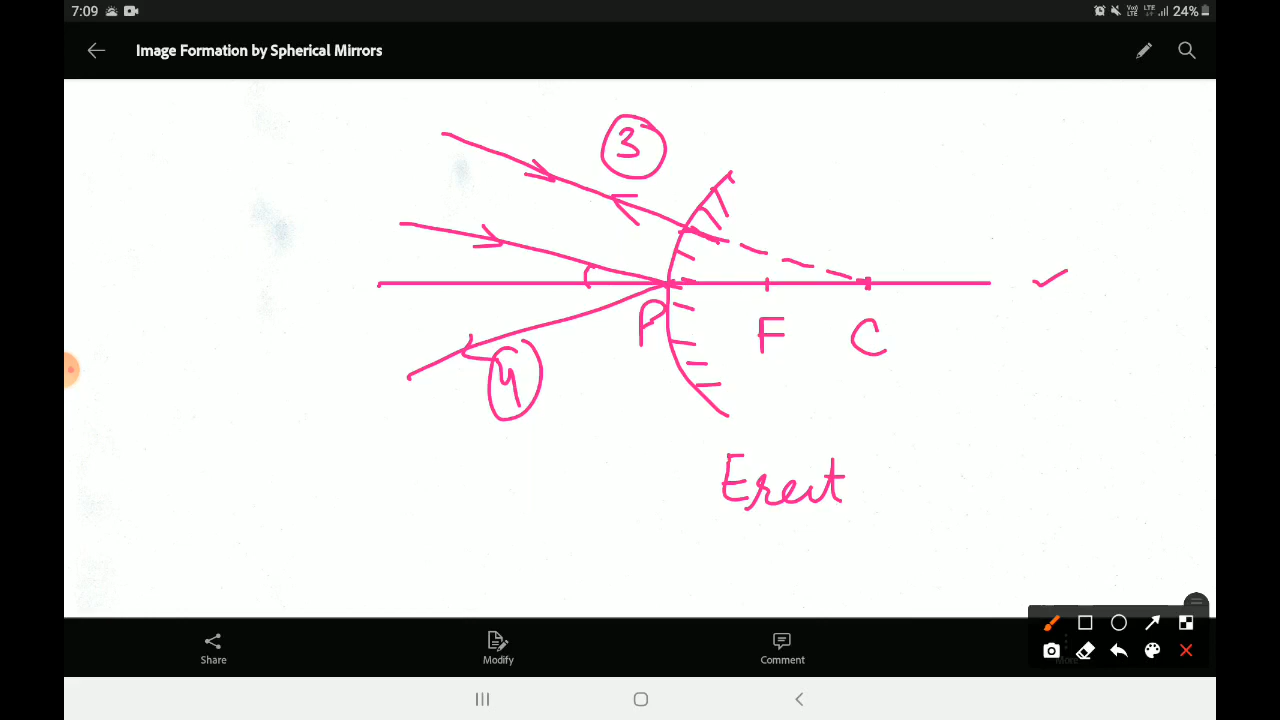 7:09
24%
Image Formation by Spherical Mirrors
3
P F C
4
Erect
Share Modify Comment